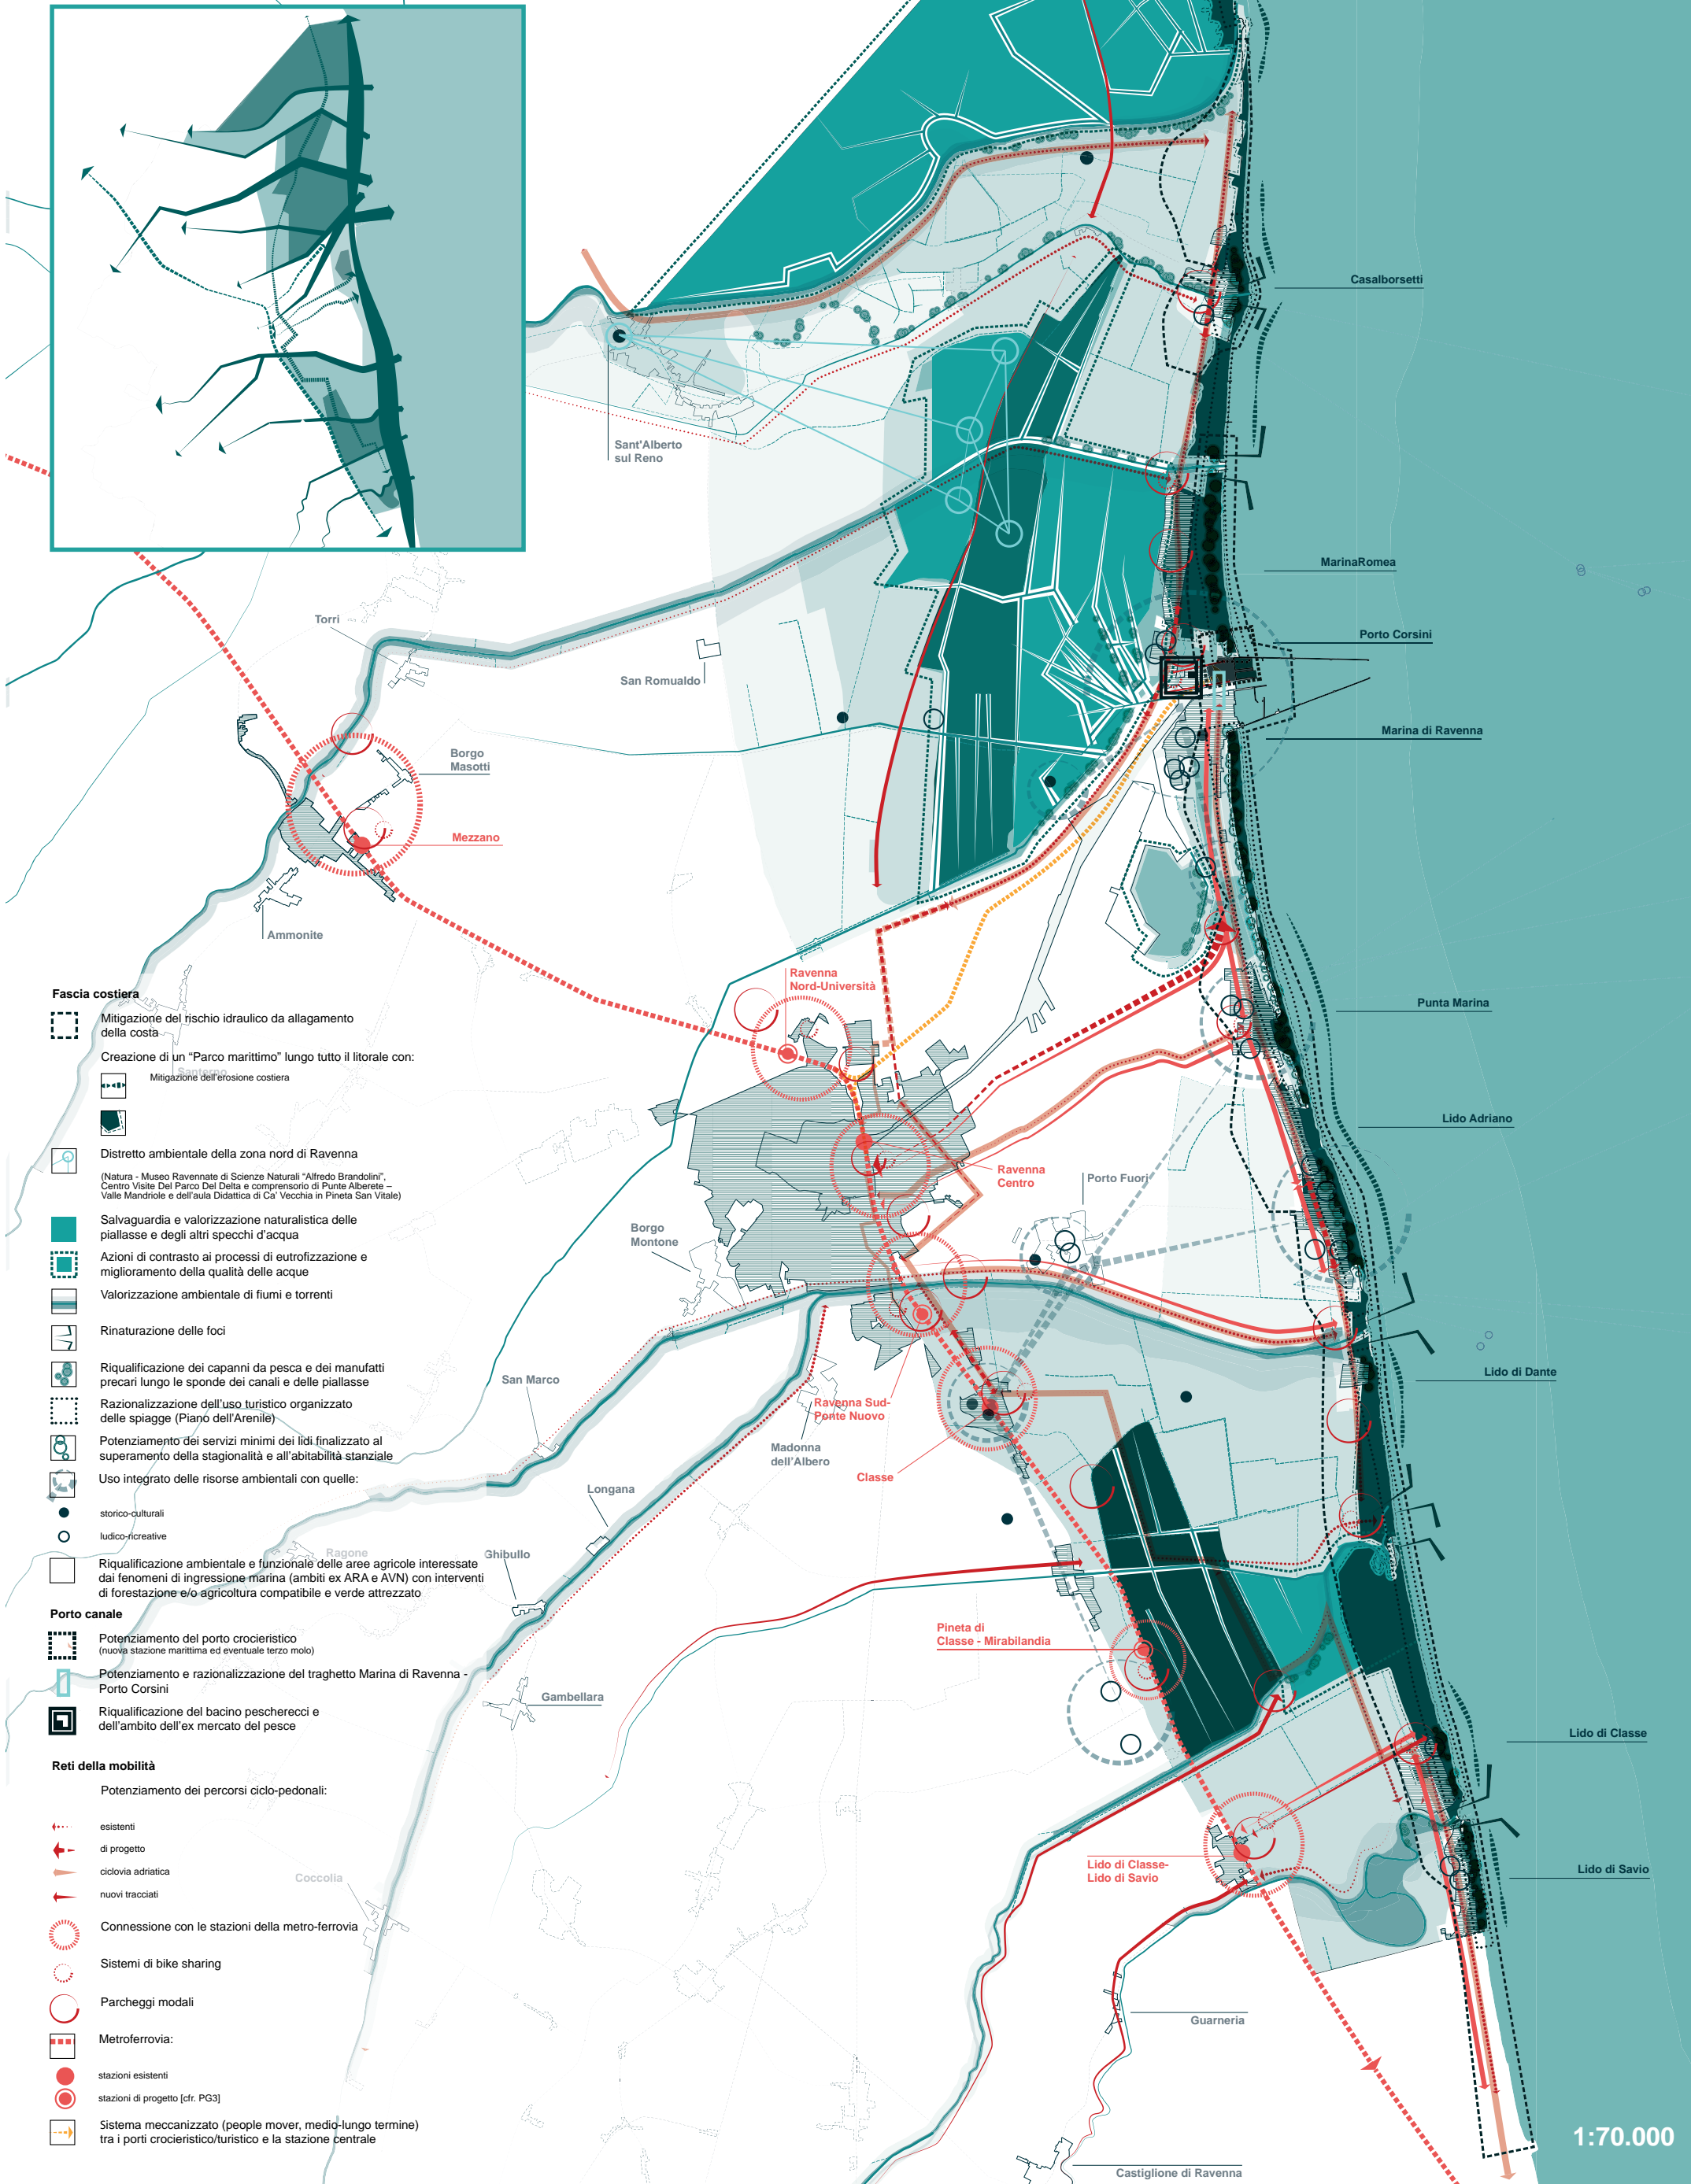 Casalborsetti
Sant'Alberto
sul Reno
MarinaRomea
Torri
Porto Corsini
San Romualdo
Marina di Ravenna
Borgo
Masotti
Mezzano
Ammonite
Ravenna
Nord-Università
Punta Marina
Lido Adriano
Ravenna
Centro
Porto Fuori
Borgo
Montone
Lido di Dante
San Marco
Ravenna Sud-
Ponte Nuovo
Madonna
dell'Albero
Classe
Longana
Ragone
Ghibullo
Pineta di
Classe - Mirabilandia
Gambellara
Lido di Classe
Lido di Classe-
Lido di Savio
Lido di Savio
Coccolia
Guarneria
Castiglione di Ravenna
1:70.000
Fascia costiera
Mitigazione del rischio idraulico da allagamento
della costa
Creazione di un “Parco marittimo” lungo tutto il litorale con:
Santerno
Mitigazione dell'erosione costiera
Distretto ambientale della zona nord di Ravenna
(Natura - Museo Ravennate di Scienze Naturali “Alfredo Brandolini”,
Centro Visite Del Parco Del Delta e comprensorio di Punte Alberete –
Valle Mandriole e dell'aula Didattica di Ca' Vecchia in Pineta San Vitale)
Salvaguardia e valorizzazione naturalistica delle
piallasse e degli altri specchi d'acqua
Azioni di contrasto ai processi di eutrofizzazione e
miglioramento della qualità delle acque
Valorizzazione ambientale di fiumi e torrenti
Rinaturazione delle foci
Riqualificazione dei capanni da pesca e dei manufatti
precari lungo le sponde dei canali e delle piallasse
Razionalizzazione dell'uso turistico organizzato
delle spiagge (Piano dell'Arenile)
Potenziamento dei servizi minimi dei lidi finalizzato al
superamento della stagionalità e all'abitabilità stanziale
Uso integrato delle risorse ambientali con quelle:
storico-culturali
ludico-ricreative
Riqualificazione ambientale e funzionale delle aree agricole interessate
dai fenomeni di ingressione marina (ambiti ex ARA e AVN) con interventi
di forestazione e/o agricoltura compatibile e verde attrezzato
Porto canale
Potenziamento del porto crocieristico
(nuova stazione marittima ed eventuale terzo molo)
Potenziamento e razionalizzazione del traghetto Marina di Ravenna -
Porto Corsini
Riqualificazione del bacino pescherecci e
dell'ambito dell'ex mercato del pesce
Reti della mobilità
Potenziamento dei percorsi ciclo-pedonali:
esistenti
di progetto
ciclovia adriatica
nuovi tracciati
Connessione con le stazioni della metro-ferrovia
Sistemi di bike sharing
Parcheggi modali
Metroferrovia:
stazioni esistenti
stazioni di progetto [cfr. PG3]
Sistema meccanizzato (people mover, medio-lungo termine)
tra i porti crocieristico/turistico e la stazione centrale